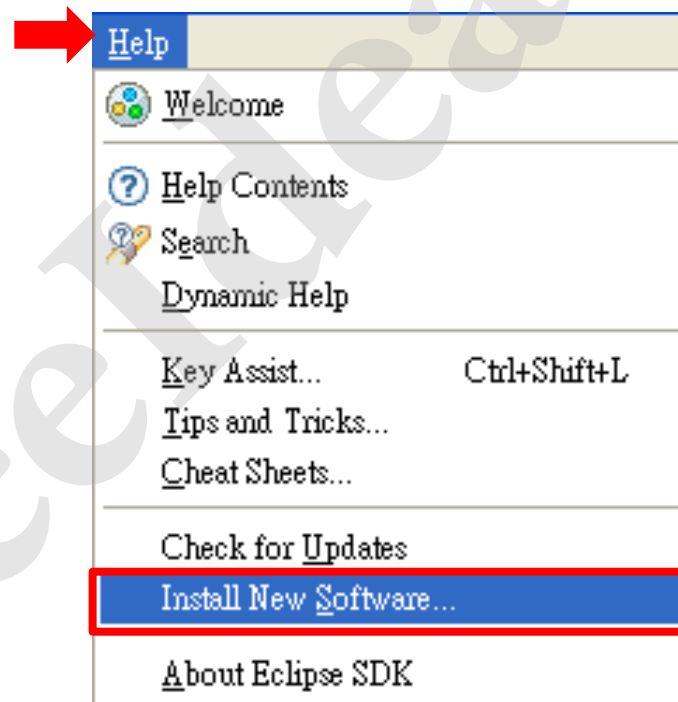 Help
Welcome
Help Contents
Search
Dynamic Help
Key Assist... Ctrl+Shift+L
Tips and Tricks...
Cheat Sheets...
Check for Updates
Install New Software...
About Eclipse SDK